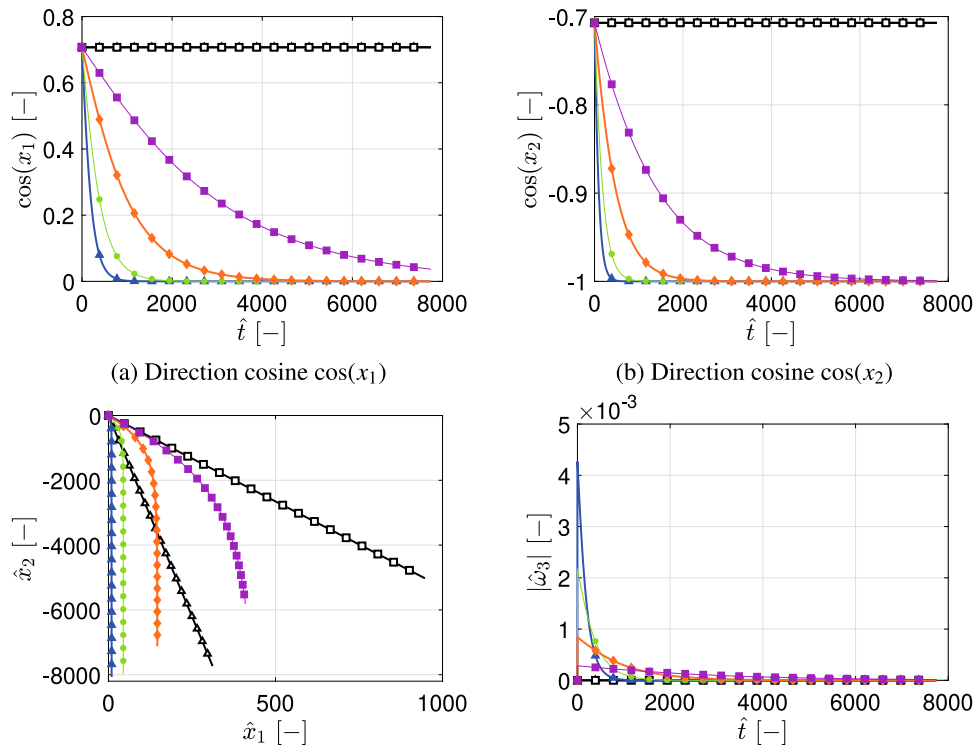 0.8
0.6
0.4
0.2
0
cos(x₁) [−]
0 2000 4000 6000 8000
t̂ [−]
(a) Direction cosine cos(x₁)
-0.7
-0.8
-0.9
-1
cos(x₂) [−]
0 2000 4000 6000 8000
t̂ [−]
(b) Direction cosine cos(x₂)
0
-2000
-4000
-6000
-8000
x̂₂ [−]
0 500 1000
x̂₁ [−]
×10⁻³
5
4
3
2
1
0
|ω̂₃| [−]
0 2000 4000 6000 8000
t̂ [−]